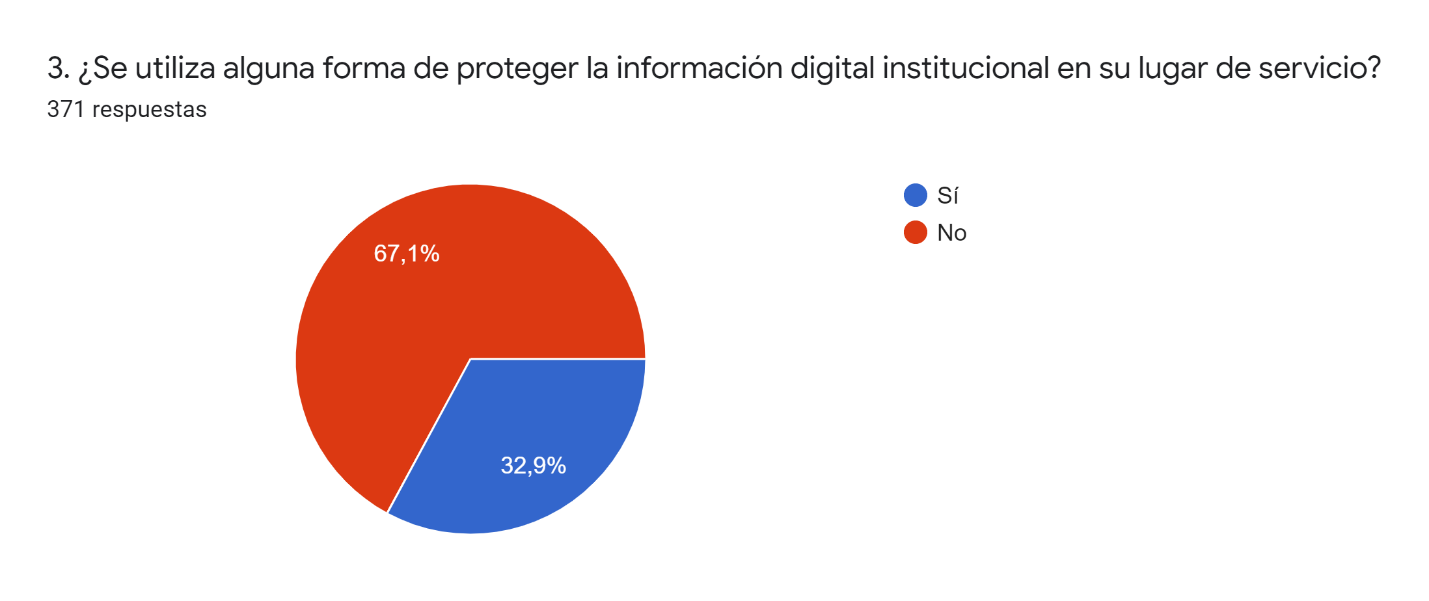 3. ¿Se utiliza alguna forma de proteger la información digital institucional en su lugar de servicio?
371 respuestas
Sí
No
67,1%
32,9%